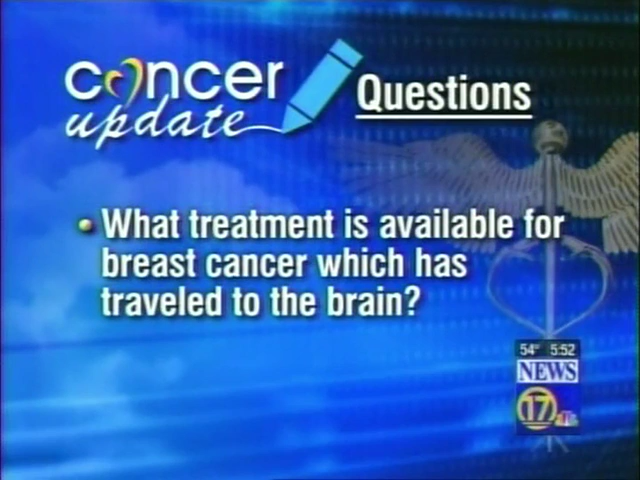 cancer
update
Questions
• What treatment is available for
breast cancer which has
traveled to the brain?
54° 5:52
NEWS
17